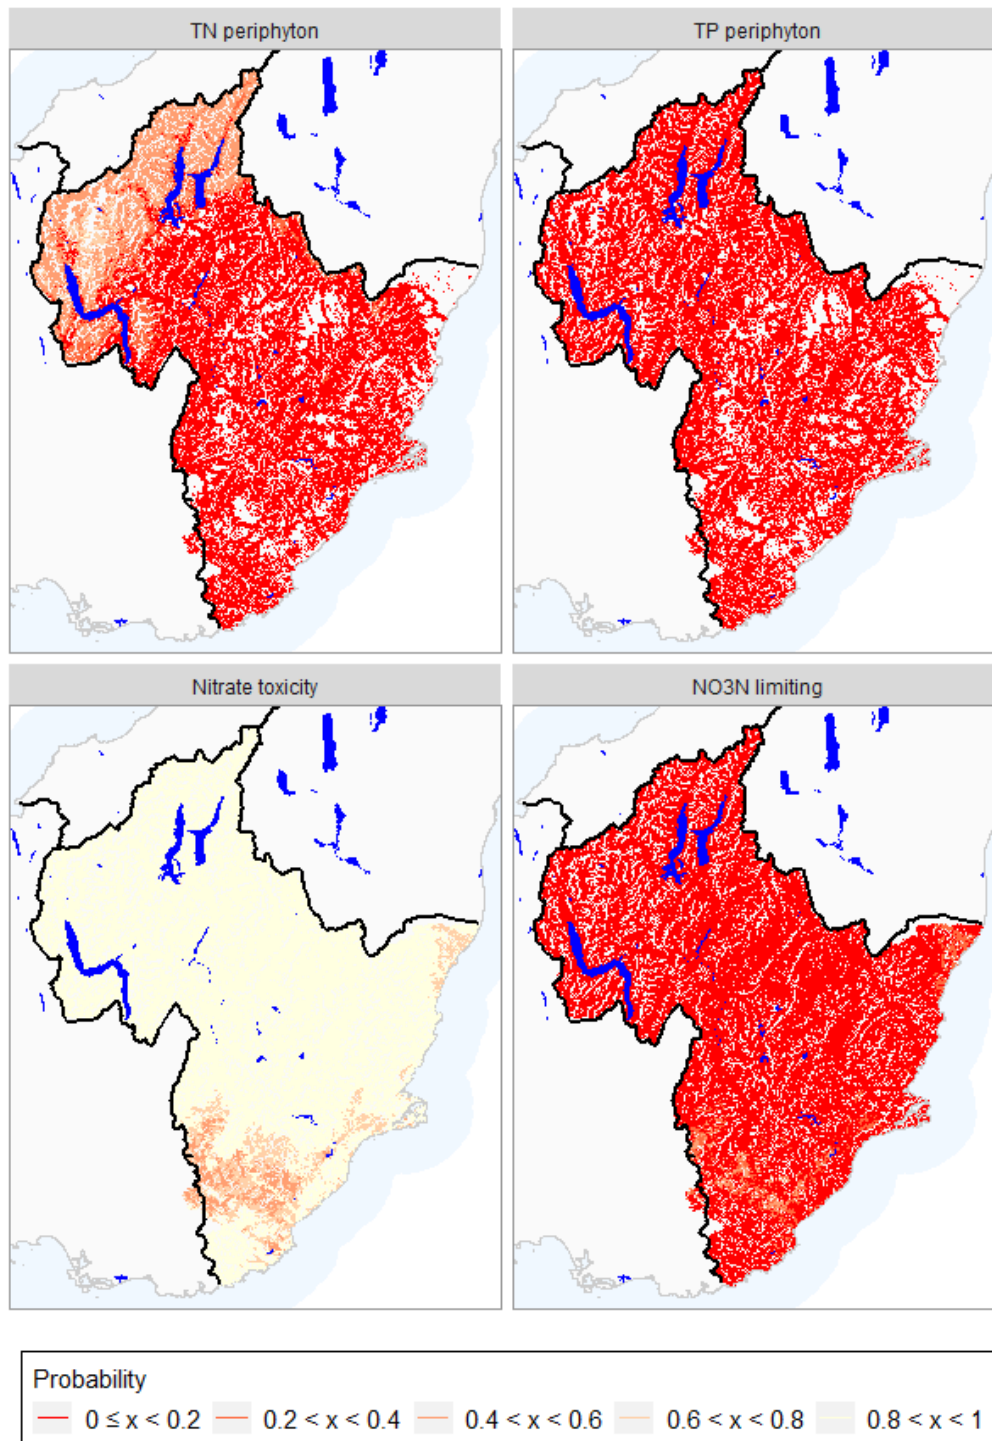 TN periphyton
TP periphyton
Nitrate toxicity
NO3N limiting
Probability
0 ≤ x < 0.2 0.2 < x < 0.4 0.4 < x < 0.6 0.6 < x < 0.8 0.8 < x < 1